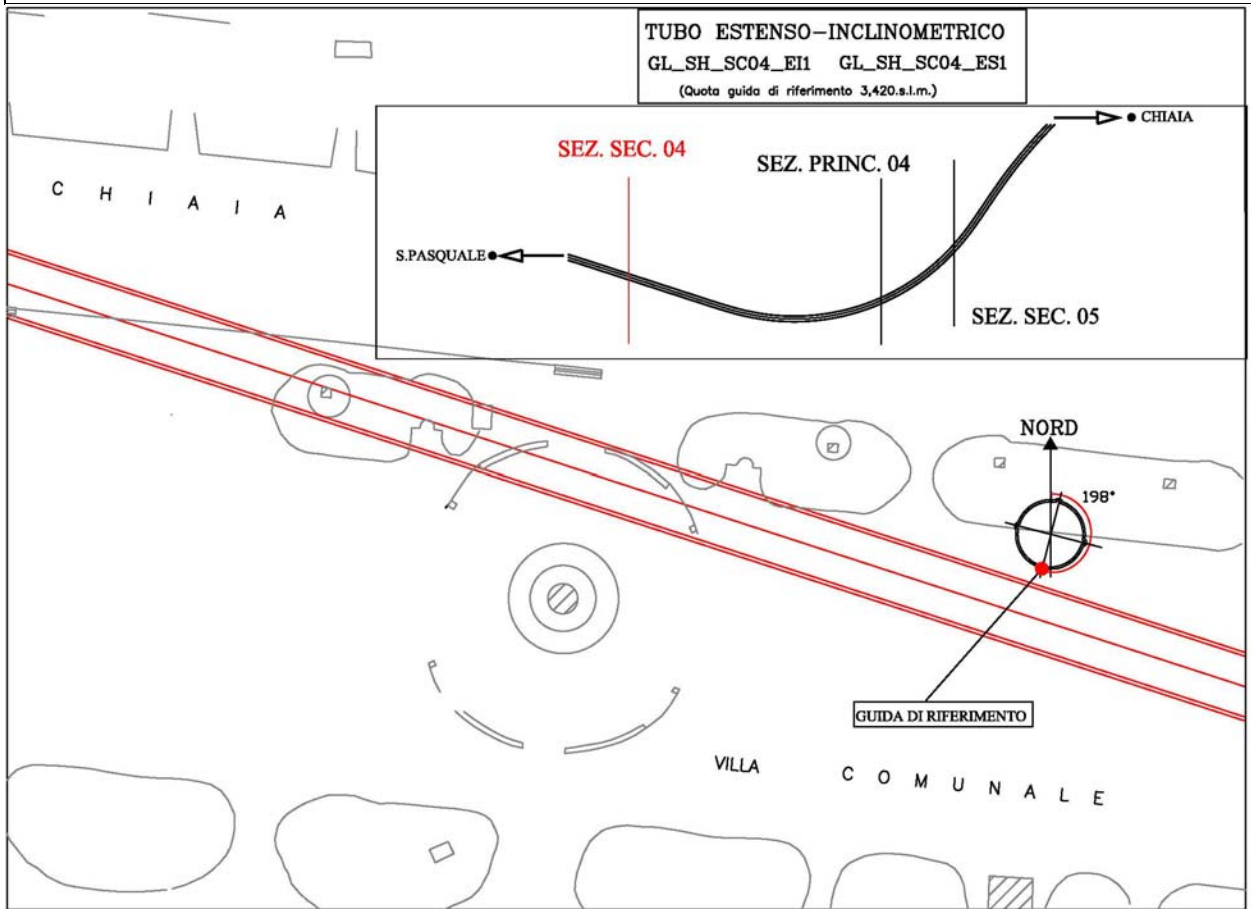 TUBO ESTENSO-INCLINOMETRICO
GL_SH_SC04_EI1 GL_SH_SC04_ES1
(Quota guida di riferimento 3,420.s.l.m.)
CHIAIA
SEZ. SEC. 04
SEZ. PRINC. 04
C H I A I A
S.PASQUALE
SEZ. SEC. 05
NORD
198°
GUIDA DI RIFERIMENTO
VILLA C O M U N A L E